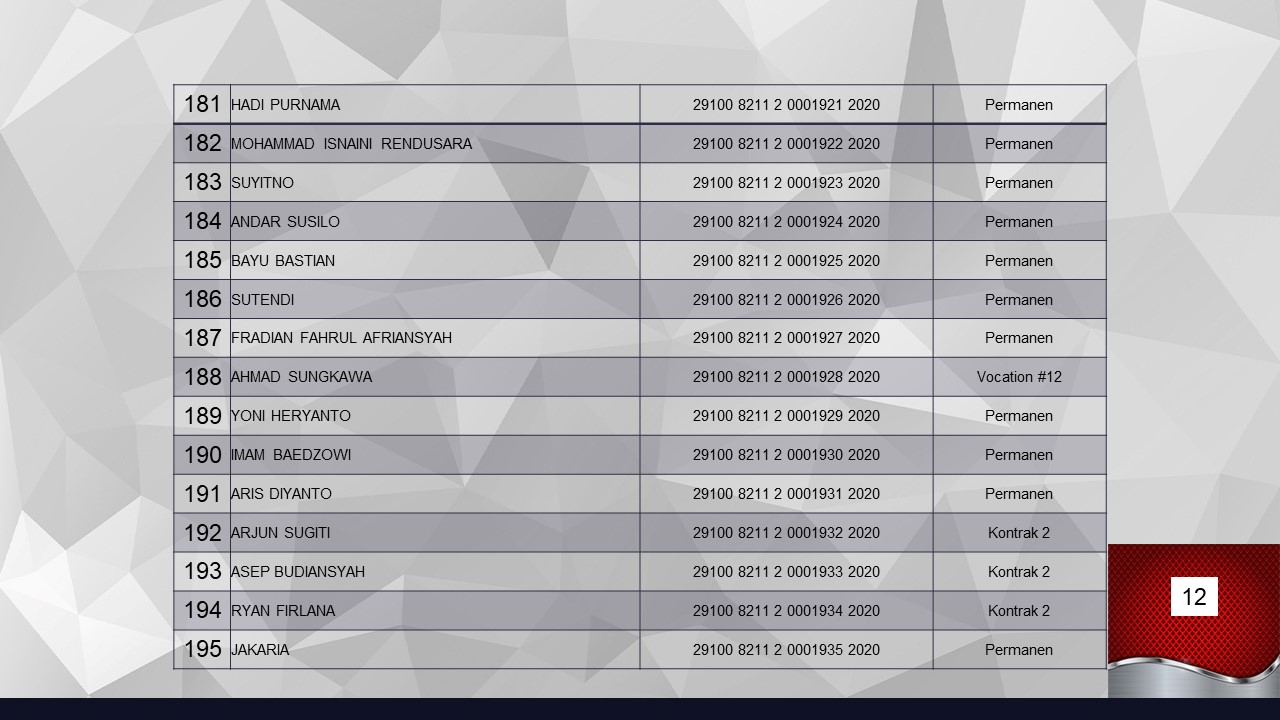 181 HADI PURNAMA 29100 8211 2 0001921 2020 Permanen
182 MOHAMMAD ISNAINI RENDUSARA 29100 8211 2 0001922 2020 Permanen
183 SUYITNO 29100 8211 2 0001923 2020 Permanen
184 ANDAR SUSILO 29100 8211 2 0001924 2020 Permanen
185 BAYU BASTIAN 29100 8211 2 0001925 2020 Permanen
186 SUTENDI 29100 8211 2 0001926 2020 Permanen
187 FRADIAN FAHRUL AFRIANSYAH 29100 8211 2 0001927 2020 Permanen
188 AHMAD SUNGKAWA 29100 8211 2 0001928 2020 Vocation #12
189 YONI HERYANTO 29100 8211 2 0001929 2020 Permanen
190 IMAM BAEDZOWI 29100 8211 2 0001930 2020 Permanen
191 ARIS DIYANTO 29100 8211 2 0001931 2020 Permanen
192 ARJUN SUGITI 29100 8211 2 0001932 2020 Kontrak 2
193 ASEP BUDIANSYAH 29100 8211 2 0001933 2020 Kontrak 2
194 RYAN FIRLANA 29100 8211 2 0001934 2020 Kontrak 2
195 JAKARIA 29100 8211 2 0001935 2020 Permanen
12